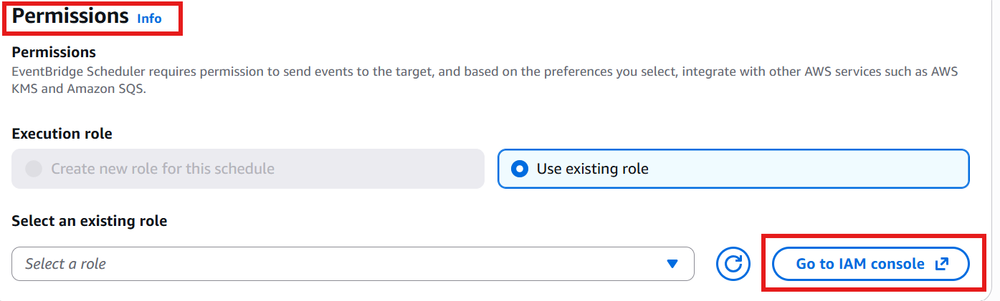 Permissions Info
Permissions
EventBridge Scheduler requires permission to send events to the target, and based on the preferences you select, integrate with other AWS services such as AWS
KMS and Amazon SQS.
Execution role
Create new role for this schedule
Use existing role
Select an existing role
Select a role
Go to IAM console